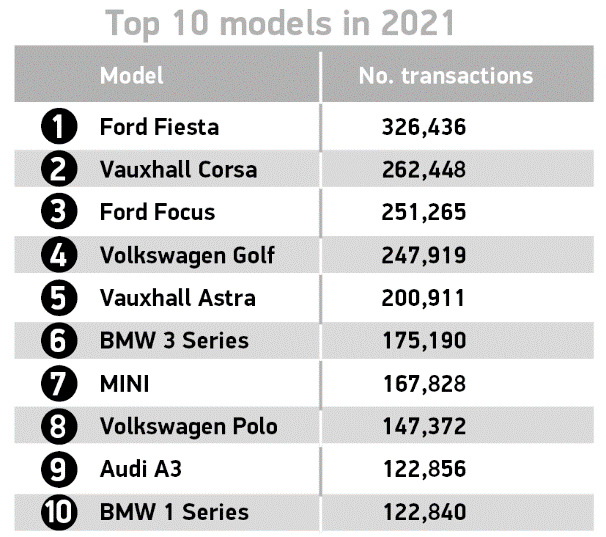 Top 10 models in 2021
Model No. transactions
1 Ford Fiesta 326,436
2 Vauxhall Corsa 262,448
3 Ford Focus 251,265
4 Volkswagen Golf 247,919
5 Vauxhall Astra 200,911
6 BMW 3 Series 175,190
7 MINI 167,828
8 Volkswagen Polo 147,372
9 Audi A3 122,856
10 BMW 1 Series 122,840